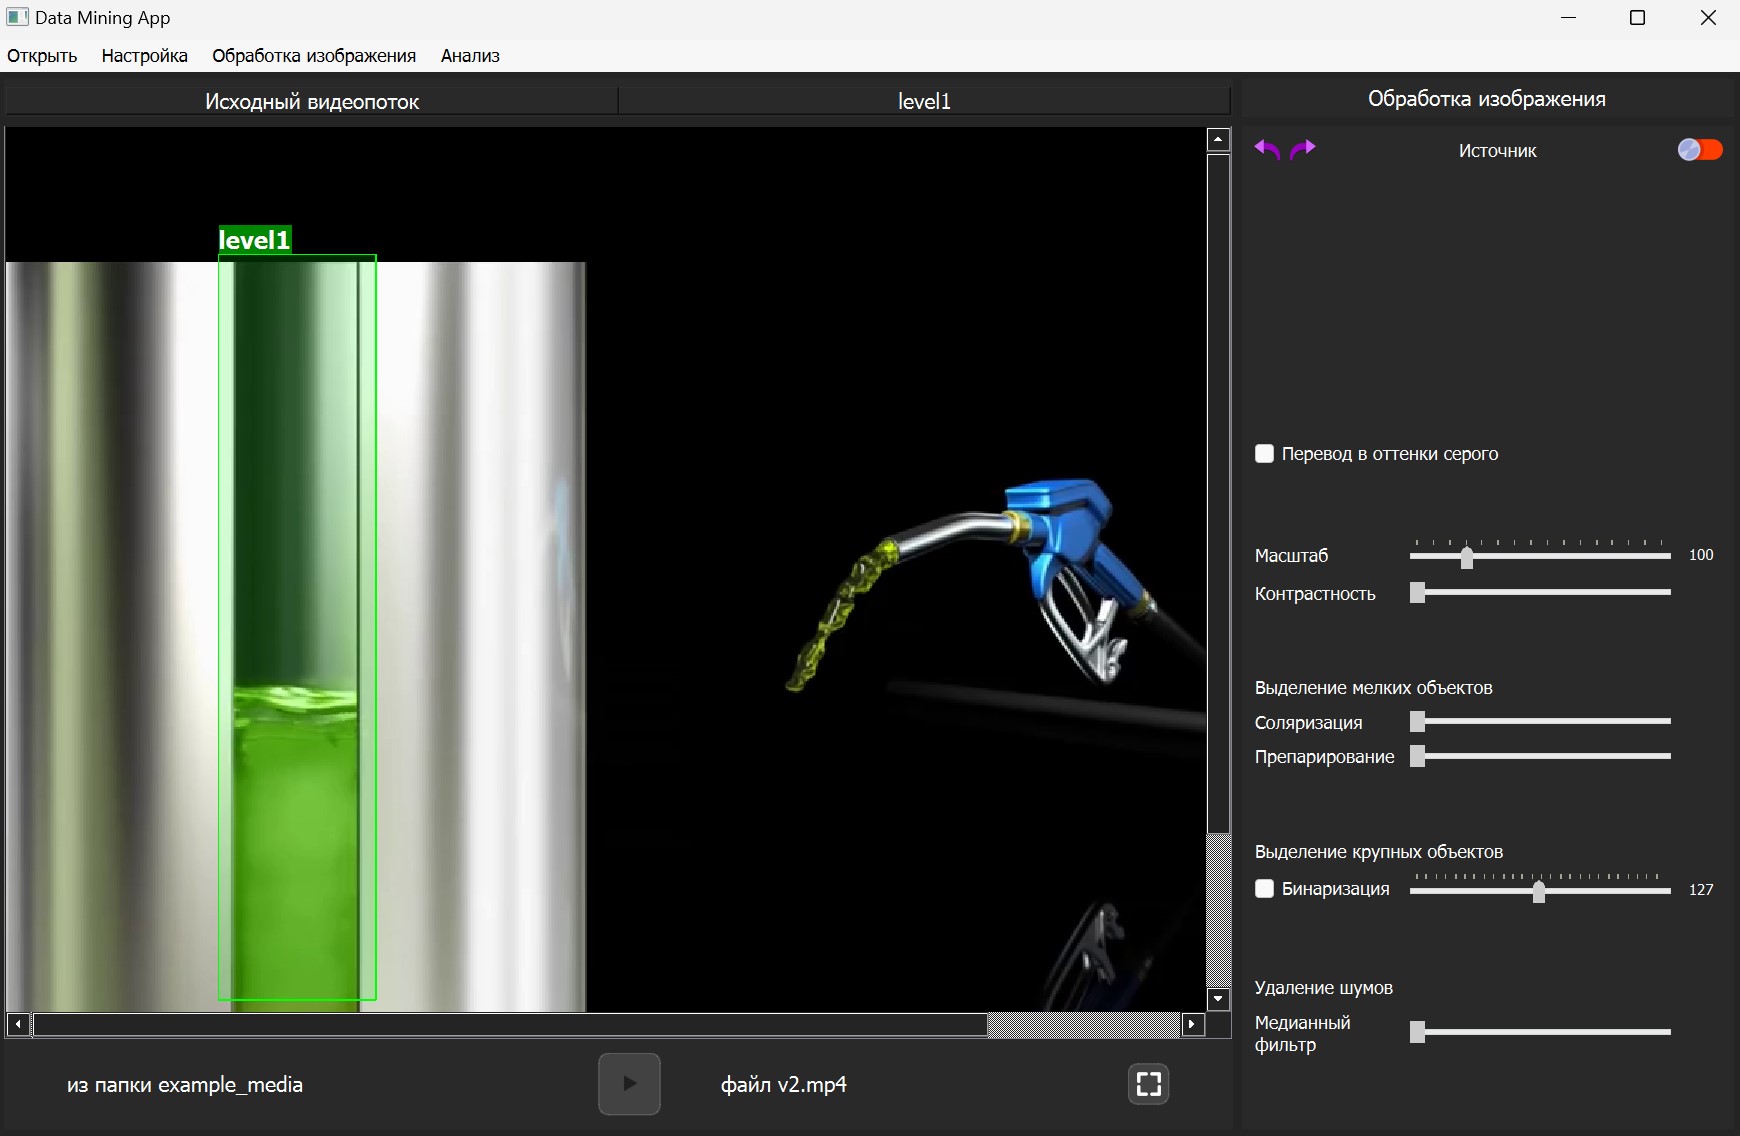 Data Mining App
Открыть Настройка Обработка изображения Анализ
Исходный видеопоток level1 Обработка изображения
Источник
level1
Перевод в оттенки серого
Масштаб 100
Контрастность
Выделение мелких объектов
Соляризация
Препарирование
Выделение крупных объектов
Бинаризация 127
Удаление шумов
Медианный
фильтр
из папки example_media файл v2.mp4